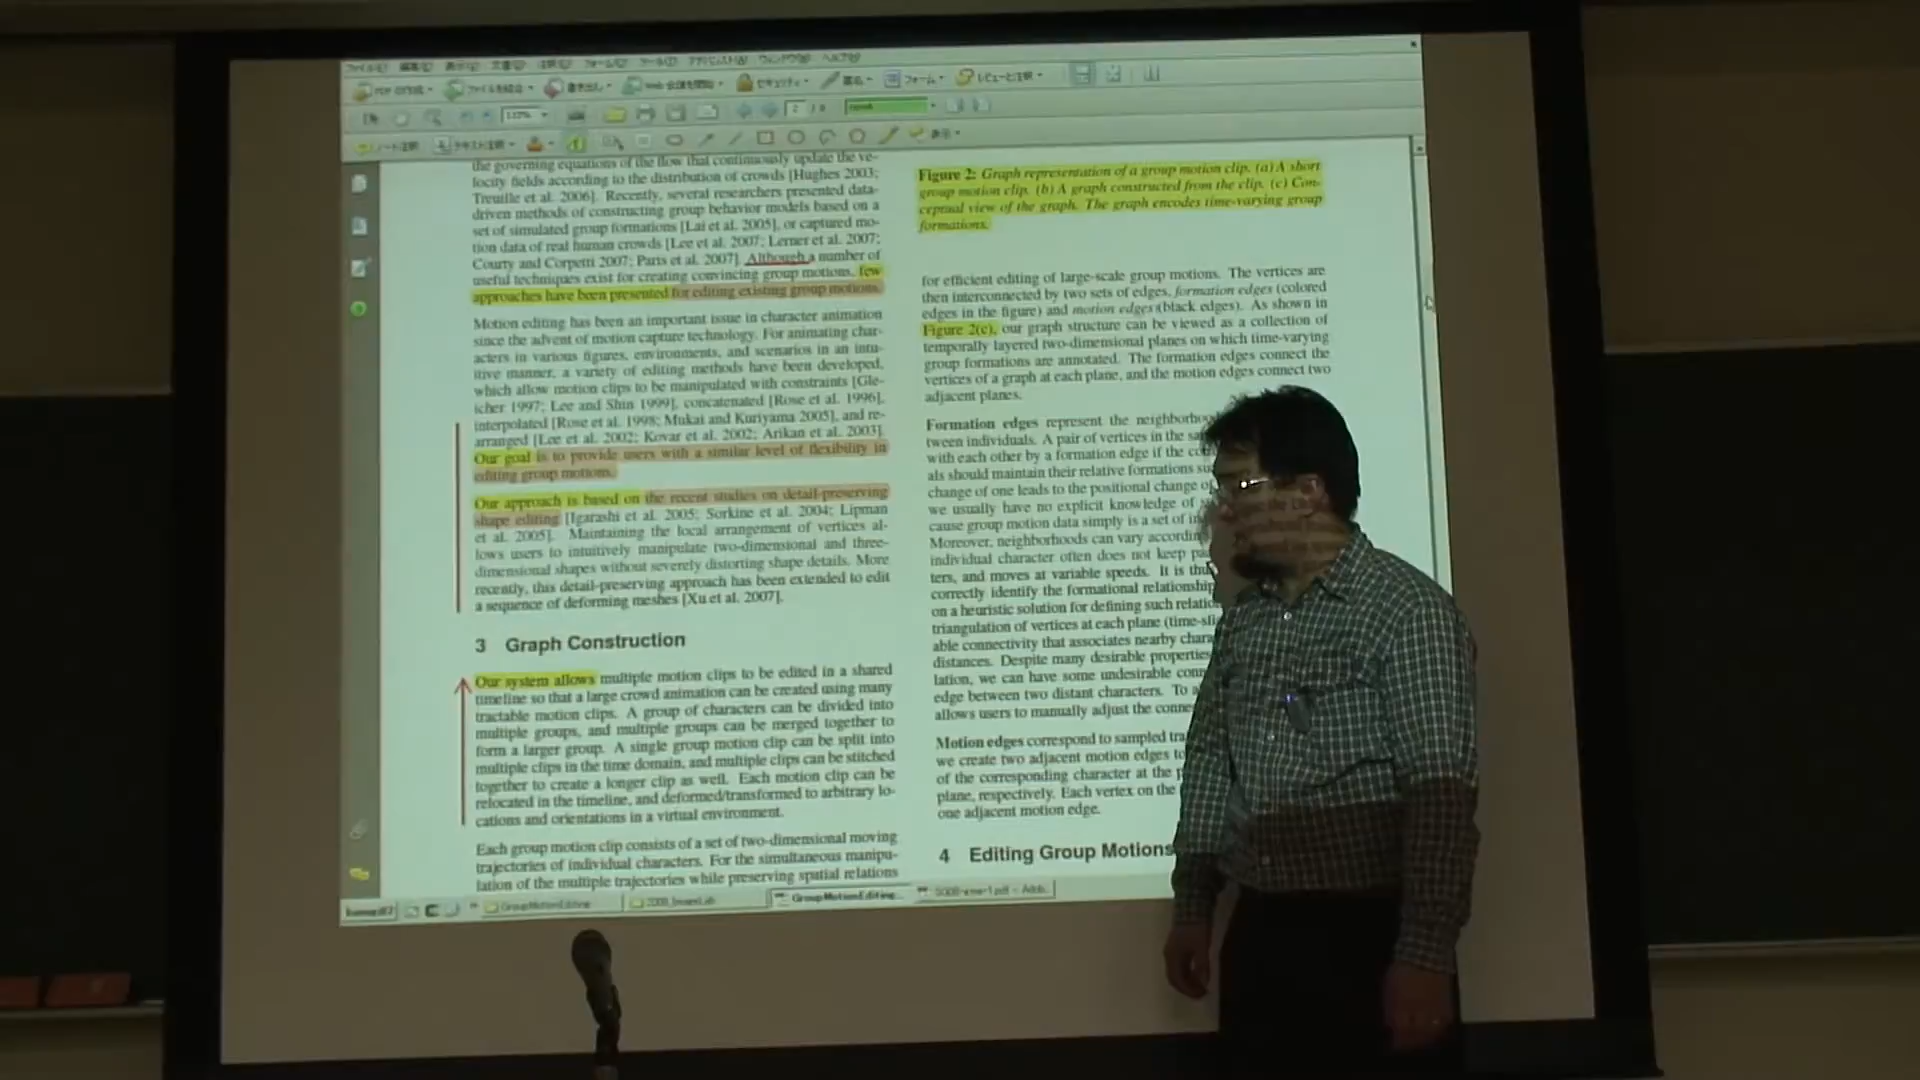 the governing equations of the flow that continuously update the ve-
locity fields according to the distribution of crowds [Hughes 2003;
Treuille et al. 2006]. Recently, several researchers presented data-
driven methods of constructing group behavior models based on a
set of simulated group formations [Lai et al. 2005], or captured mo-
tion data of real human crowds [Lee et al. 2007; Lerner et al. 2007;
Courty and Corpetti 2007; Paris et al. 2007]. Although a number of
useful techniques exist for creating convincing group motions, few
approaches have been presented for editing existing group motions.
Motion editing has been an important issue in character animation
since the advent of motion capture technology. For animating char-
acters in various figures, environments, and scenarios in an intu-
itive manner, a variety of editing methods have been developed,
which allow motion clips to be manipulated with constraints [Gle-
icher 1997; Lee and Shin 1999], concatenated [Rose et al. 1996],
interpolated [Rose et al. 1998; Mukai and Kuriyama 2005], and re-
arranged [Lee et al. 2002; Kovar et al. 2002; Arikan et al. 2003].
Our goal is to provide users with a similar level of flexibility in
editing group motions.
Our approach is based on the recent studies on detail-preserving
shape editing [Igarashi et al. 2005; Sorkine et al. 2004; Lipman
et al. 2005]. Maintaining the local arrangement of vertices al-
lows users to intuitively manipulate two-dimensional and three-
dimensional shapes without severely distorting shape details. More
recently, this detail-preserving approach has been extended to edit
a sequence of deforming meshes [Xu et al. 2007].
3 Graph Construction
Our system allows multiple motion clips to be edited in a shared
timeline so that a large crowd animation can be created using many
tractable motion clips. A group of characters can be divided into
multiple groups, and multiple groups can be merged together to
form a larger group. A single group motion clip can be split into
multiple clips in the time domain, and multiple clips can be stitched
together to create a longer clip as well. Each motion clip can be
relocated in the timeline, and deformed/transformed to arbitrary lo-
cations and orientations in a virtual environment.
Each group motion clip consists of a set of two-dimensional moving
trajectories of individual characters. For the simultaneous manipu-
lation of the multiple trajectories while preserving spatial relations
Figure 2: Graph representation of a group motion clip. (a) A short
group motion clip. (b) A graph constructed from the clip. (c) Con-
ceptual view of the graph. The graph encodes time-varying group
formations.
for efficient editing of large-scale group motions. The vertices are
then interconnected by two sets of edges, formation edges (colored
edges in the figure) and motion edges (black edges). As shown in
Figure 2(c), our graph structure can be viewed as a collection of
temporally layered two-dimensional planes on which time-varying
group formations are annotated. The formation edges connect the
vertices of a graph at each plane, and the motion edges connect two
adjacent planes.
Formation edges represent the
tween individuals. A pair of vertices in the
with each other by a formation edge if the
als should maintain their relative formations
change of one leads to the positional change
we usually have no explicit knowledge of
cause group motion data simply is a set of
Moreover, neighborhoods can vary
individual character often does not keep
ters, and moves at variable speeds. It is
correctly identify the formational
on a heuristic solution for defining such
triangulation of vertices at each plane
able connectivity that associates nearby
distances. Despite many desirable
lation, we can have some undesirable
edge between two distant characters. To
allows users to manually adjust the
Motion edges correspond to sampled
we create two adjacent motion edges
of the corresponding character at the
plane, respectively. Each vertex on the
one adjacent motion edge.
4 Editing Group Motions
GroupMotionEditing
GroupMotionEditing...